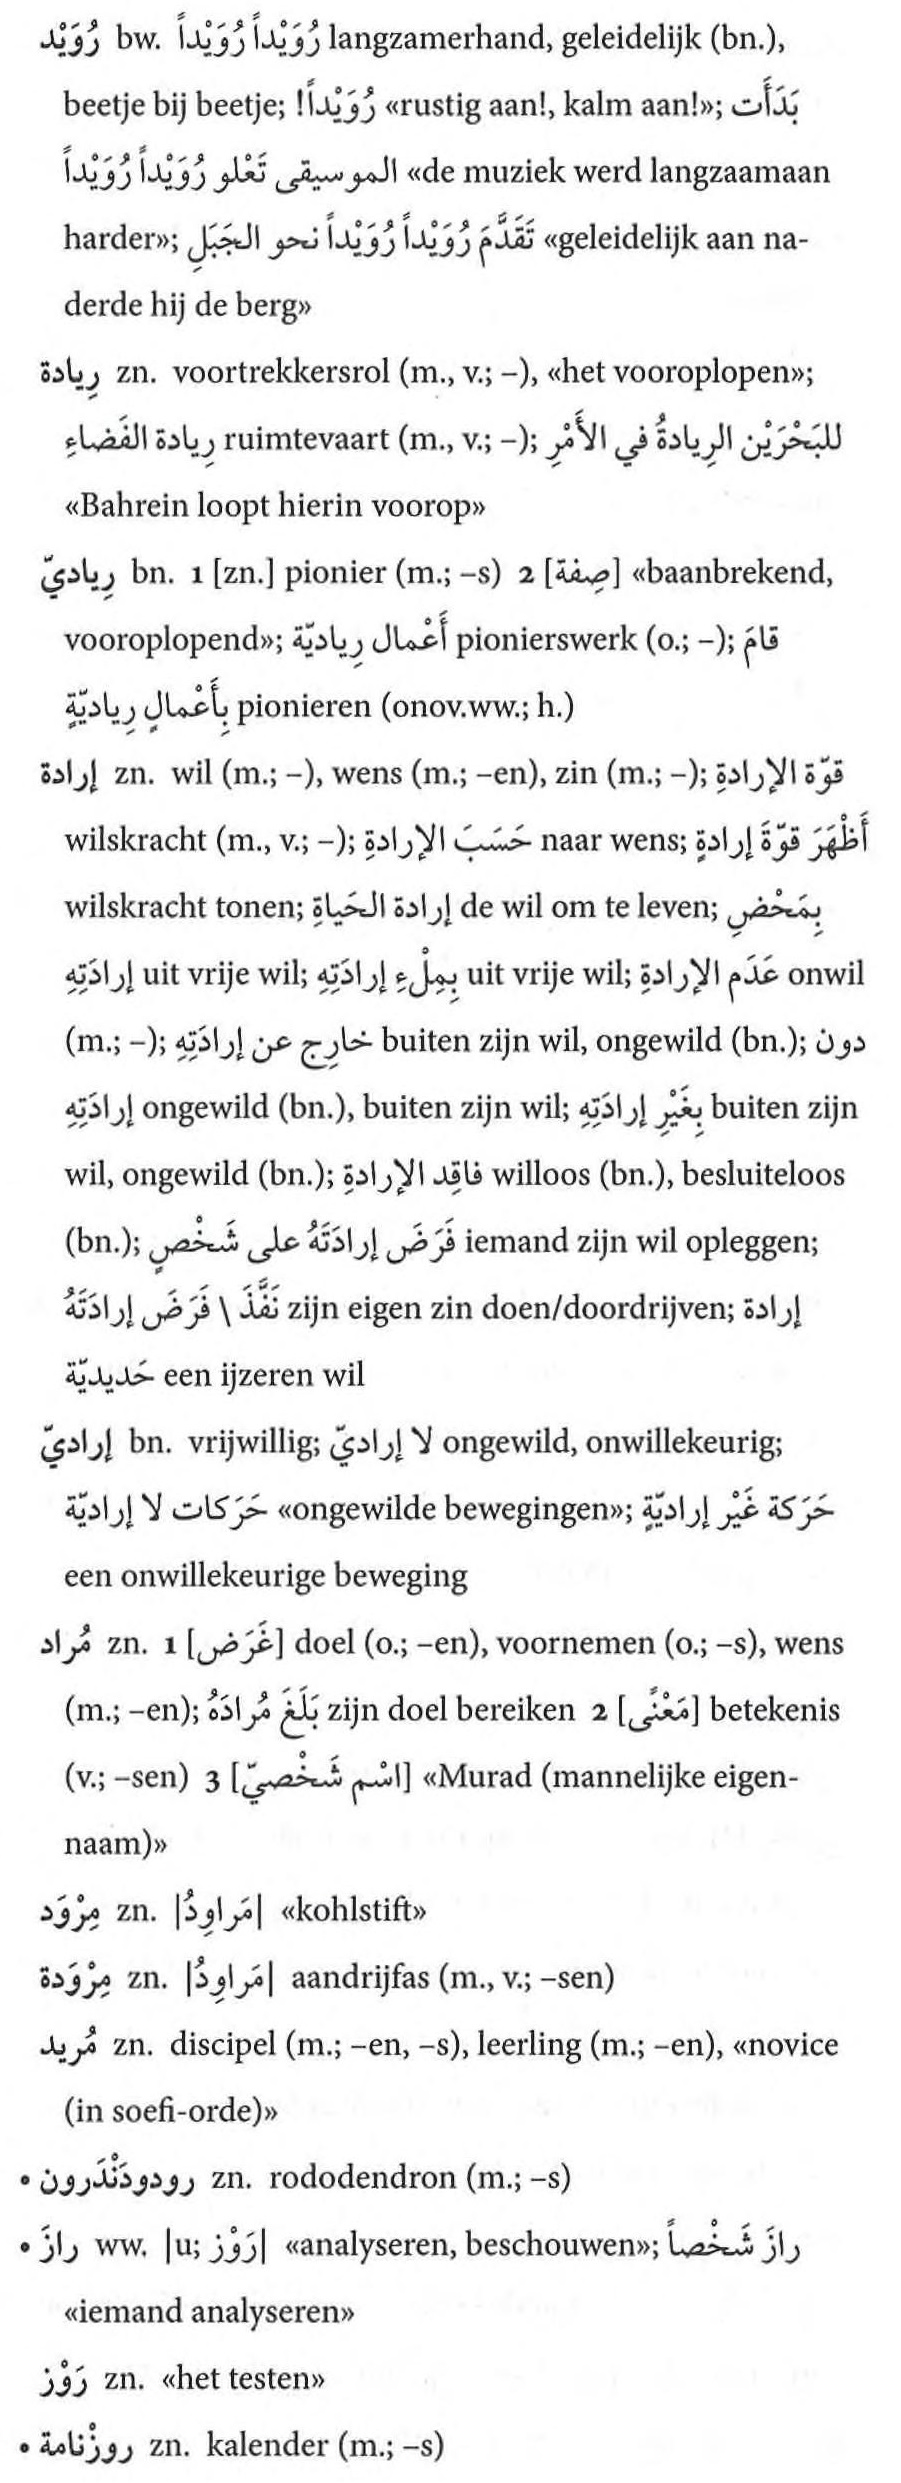 رُوَيْد bw. رُوَيْداً رُوَيْداً langzamerhand, geleidelijk (bn.),
beetje bij beetje; رُوَيْداً! «rustig aan!, kalm aan!»; بَدَأَت
الموسيقى تَعْلو رُوَيْداً رُوَيْداً «de muziek werd langzaamaan
harder»; تَقَدَّمَ رُوَيْداً رُوَيْداً نحو الجَبَلِ «geleidelijk aan na-
derde hij de berg»
رِيادة zn. voortrekkersrol (m., v.; –), «het vooroplopen»;
رِيادة الفَضاءِ ruimtevaart (m., v.; –); للبَحْرَيْن الرِيادةُ في الأَمْرِ
«Bahrein loopt hierin voorop»
رِياديّ bn. 1 [zn.] pionier (m.; –s) 2 [صِفة] «baanbrekend,
vooroplopend»; أَعْمال رِياديّة pionierswerk (o.; –); قامَ
بِأَعْمالٍ رِياديّةٍ pionieren (onov.ww.; h.)
إرادة zn. wil (m.; –), wens (m.; –en), zin (m.; –); قوّة الإرادةِ
wilskracht (m., v.; –); حَسَبَ الإرادةِ naar wens; أَظْهَرَ قوّةَ إرادةٍ
wilskracht tonen; إرادة الحَياةِ de wil om te leven; بِمَحْضِ
إرادَتِهِ uit vrije wil; بِمِلْءِ إرادَتِهِ uit vrije wil; عَدَم الإرادةِ onwil
(m.; –); خارِج عن إرادَتِهِ buiten zijn wil, ongewild (bn.); دون
إرادَتِهِ ongewild (bn.), buiten zijn wil; بِغَيْرِ إرادَتِهِ buiten zijn
wil, ongewild (bn.); فاقِد الإرادةِ willoos (bn.), besluiteloos
(bn.); فَرَضَ إرادَتَهُ على شَخْصٍ iemand zijn wil opleggen;
نَفَّذَ \ فَرَضَ إرادَتَهُ zijn eigen zin doen/doordrijven; إرادة
حَديديّة een ijzeren wil
إراديّ bn. vrijwillig; لا إراديّ ongewild, onwillekeurig;
حَرَكات لا إراديّة «ongewilde bewegingen»; حَرَكة غَيْر إراديّةٍ
een onwillekeurige beweging
مُراد zn. 1 [غَرَض] doel (o.; –en), voornemen (o.; –s), wens
(m.; –en); بَلَغَ مُرادَهُ zijn doel bereiken 2 [مَعْنًى] betekenis
(v.; –sen) 3 [اسْم شَخْصيّ] «Murad (mannelijke eigen-
naam)»
مِرْوَد zn. |مَراوِدُ| «kohlstift»
مِرْوَدة zn. |مَراوِدُ| aandrijfas (m., v.; –sen)
مُريد zn. discipel (m.; –en, –s), leerling (m.; –en), «novice
(in soefi-orde)»
• رودودَنْدَرون zn. rododendron (m.; –s)
• رازَ ww. |u; رَوْز| «analyseren, beschouwen»; رازَ شَخْصاً
«iemand analyseren»
رَوْز zn. «het testen»
• روزْنامة zn. kalender (m.; –s)